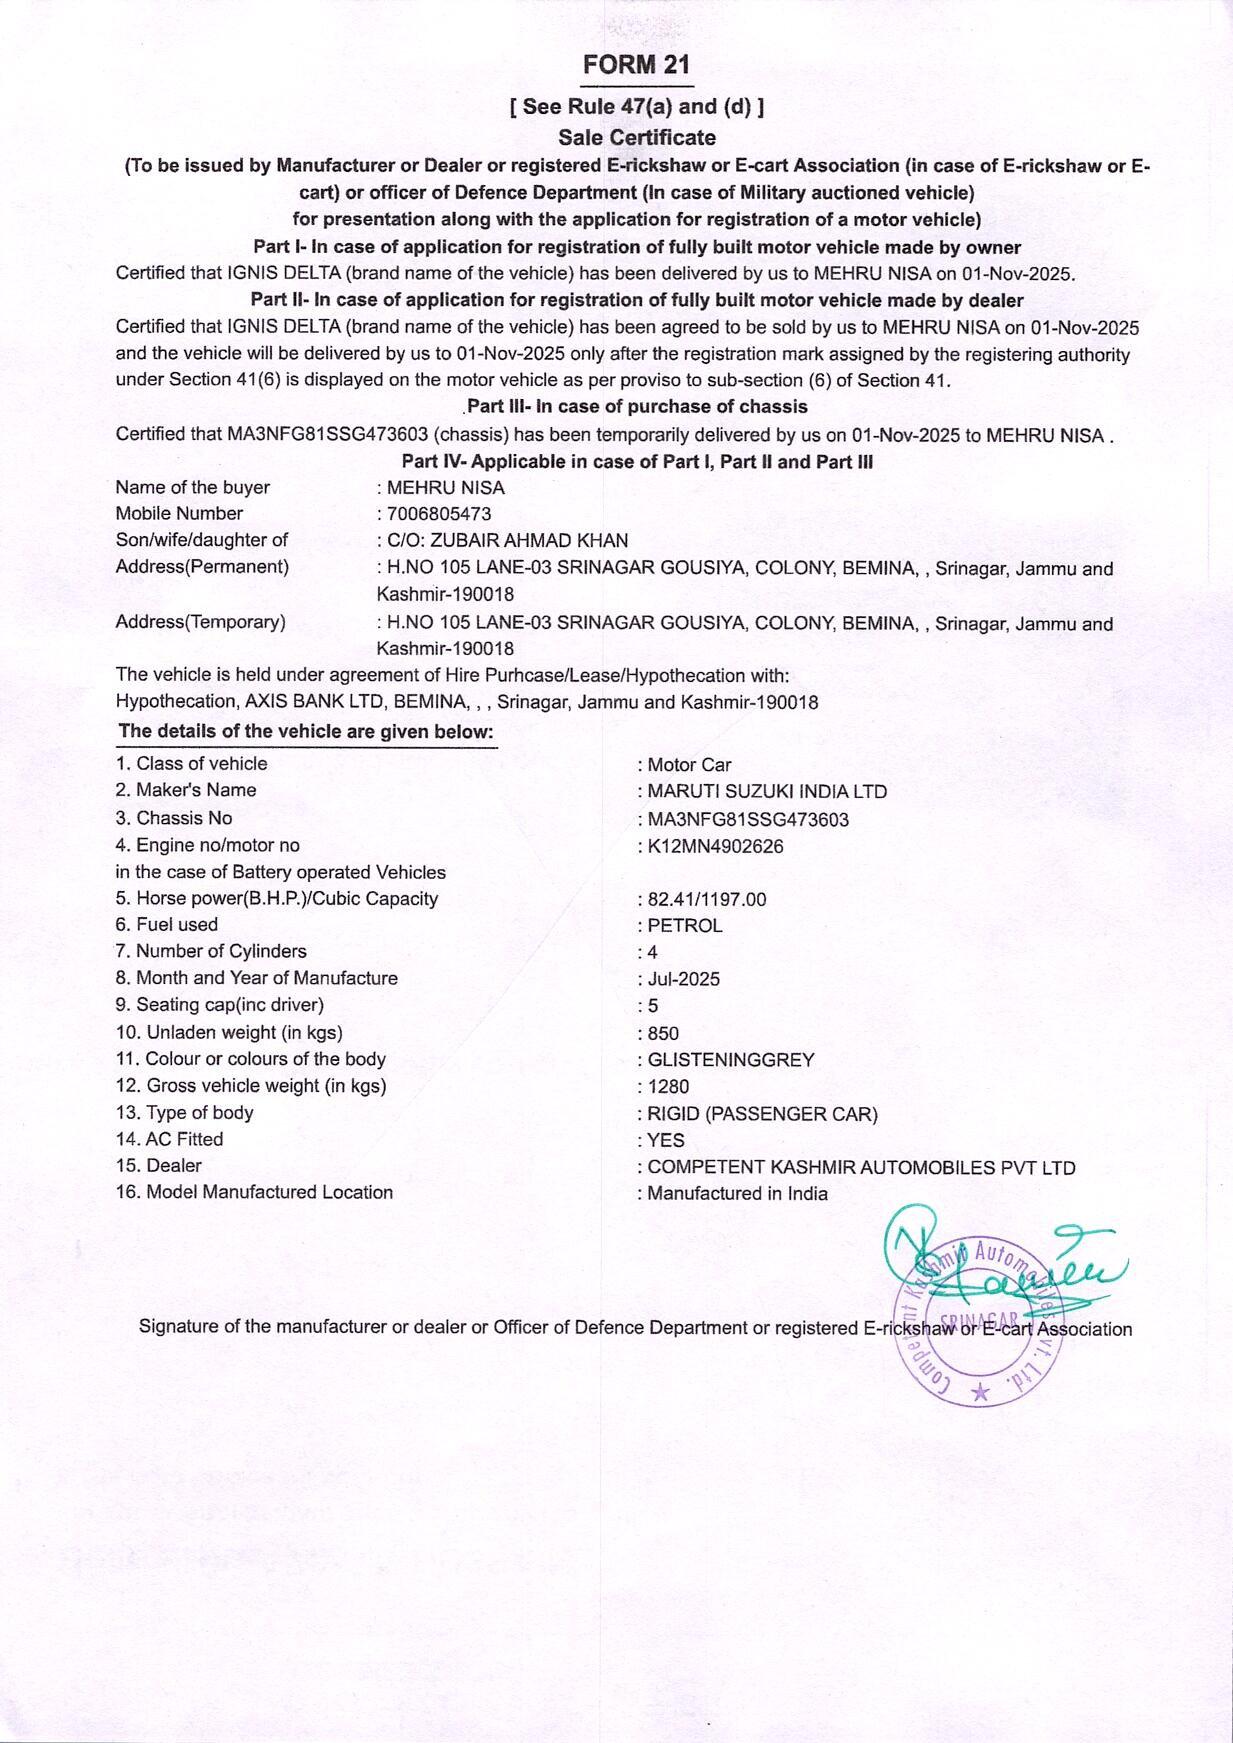 FORM 21
[ See Rule 47(a) and (d) ]
Sale Certificate
(To be issued by Manufacturer or Dealer or registered E-rickshaw or E-cart Association (in case of E-rickshaw or E-
cart) or officer of Defence Department (In case of Military auctioned vehicle)
for presentation along with the application for registration of a motor vehicle)
Part I- In case of application for registration of fully built motor vehicle made by owner
Certified that IGNIS DELTA (brand name of the vehicle) has been delivered by us to MEHRU NISA on 01-Nov-2025.
Part II- In case of application for registration of fully built motor vehicle made by dealer
Certified that IGNIS DELTA (brand name of the vehicle) has been agreed to be sold by us to MEHRU NISA on 01-Nov-2025
and the vehicle will be delivered by us to 01-Nov-2025 only after the registration mark assigned by the registering authority
under Section 41(6) is displayed on the motor vehicle as per proviso to sub-section (6) of Section 41.
Part III- In case of purchase of chassis
Certified that MA3NFG81SSG473603 (chassis) has been temporarily delivered by us on 01-Nov-2025 to MEHRU NISA .
Part IV- Applicable in case of Part I, Part II and Part III
Name of the buyer : MEHRU NISA
Mobile Number : 7006805473
Son/wife/daughter of : C/O: ZUBAIR AHMAD KHAN
Address(Permanent) : H.NO 105 LANE-03 SRINAGAR GOUSIYA, COLONY, BEMINA, , Srinagar, Jammu and
Kashmir-190018
Address(Temporary) : H.NO 105 LANE-03 SRINAGAR GOUSIYA, COLONY, BEMINA, , Srinagar, Jammu and
Kashmir-190018
The vehicle is held under agreement of Hire Purhcase/Lease/Hypothecation with:
Hypothecation, AXIS BANK LTD, BEMINA, , , Srinagar, Jammu and Kashmir-190018
The details of the vehicle are given below:
1. Class of vehicle : Motor Car
2. Maker's Name : MARUTI SUZUKI INDIA LTD
3. Chassis No : MA3NFG81SSG473603
4. Engine no/motor no : K12MN4902626
in the case of Battery operated Vehicles
5. Horse power(B.H.P.)/Cubic Capacity : 82.41/1197.00
6. Fuel used : PETROL
7. Number of Cylinders : 4
8. Month and Year of Manufacture : Jul-2025
9. Seating cap(inc driver) : 5
10. Unladen weight (in kgs) : 850
11. Colour or colours of the body : GLISTENINGGREY
12. Gross vehicle weight (in kgs) : 1280
13. Type of body : RIGID (PASSENGER CAR)
14. AC Fitted : YES
15. Dealer : COMPETENT KASHMIR AUTOMOBILES PVT LTD
16. Model Manufactured Location : Manufactured in India
Competent Kashmir Automobiles Pvt. Ltd.
SRINAGAR
Signature of the manufacturer or dealer or Officer of Defence Department or registered E-rickshaw or E-cart Association